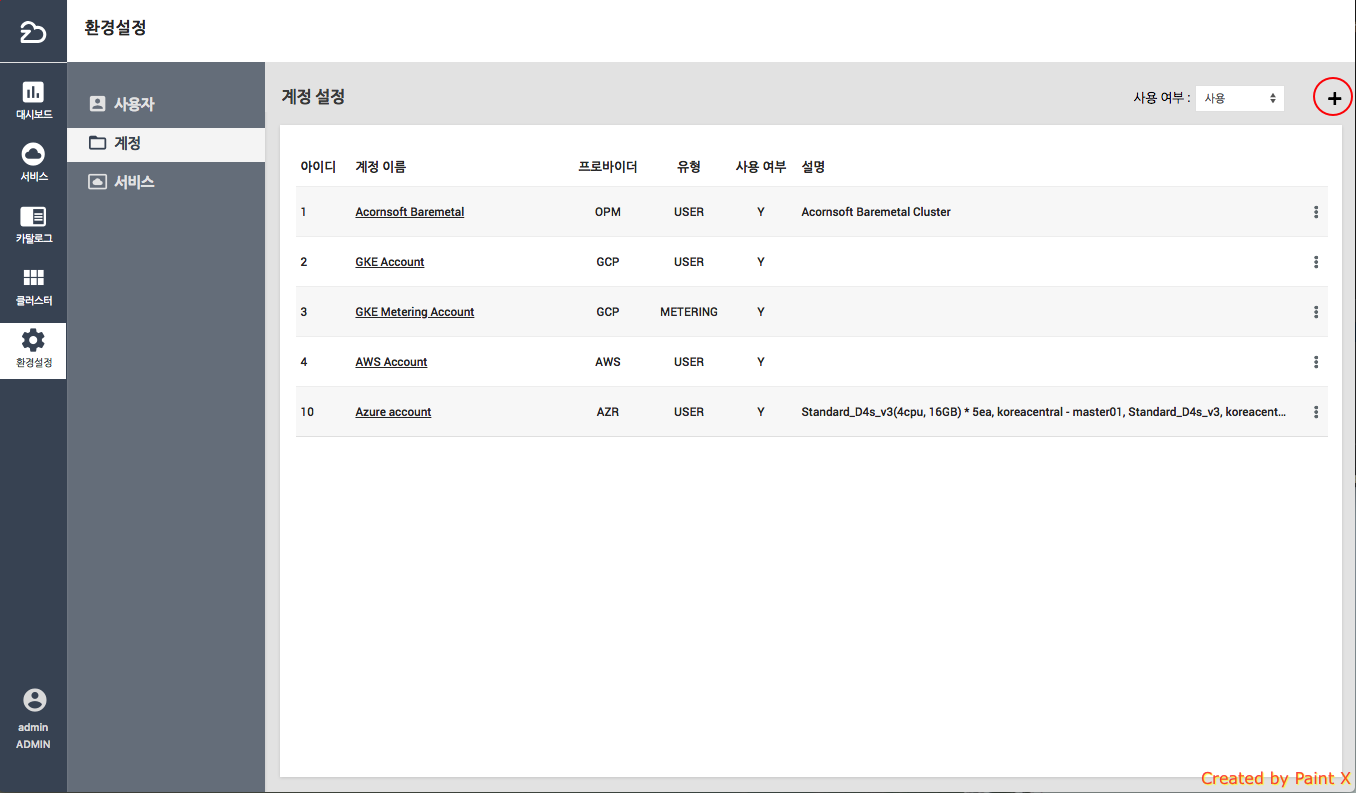 환경설정
대시보드
서비스
카탈로그
클러스터
환경설정
admin
ADMIN
사용자
계정
서비스
계정 설정
사용 여부 : 사용
아이디 계정 이름 프로바이더 유형 사용 여부 설명
1 Acornsoft Baremetal OPM USER Y Acornsoft Baremetal Cluster
2 GKE Account GCP USER Y
3 GKE Metering Account GCP METERING Y
4 AWS Account AWS USER Y
10 Azure account AZR USER Y Standard_D4s_v3(4cpu, 16GB) * 5ea, koreacentral - master01, Standard_D4s_v3, koreacent...
Created by Paint X